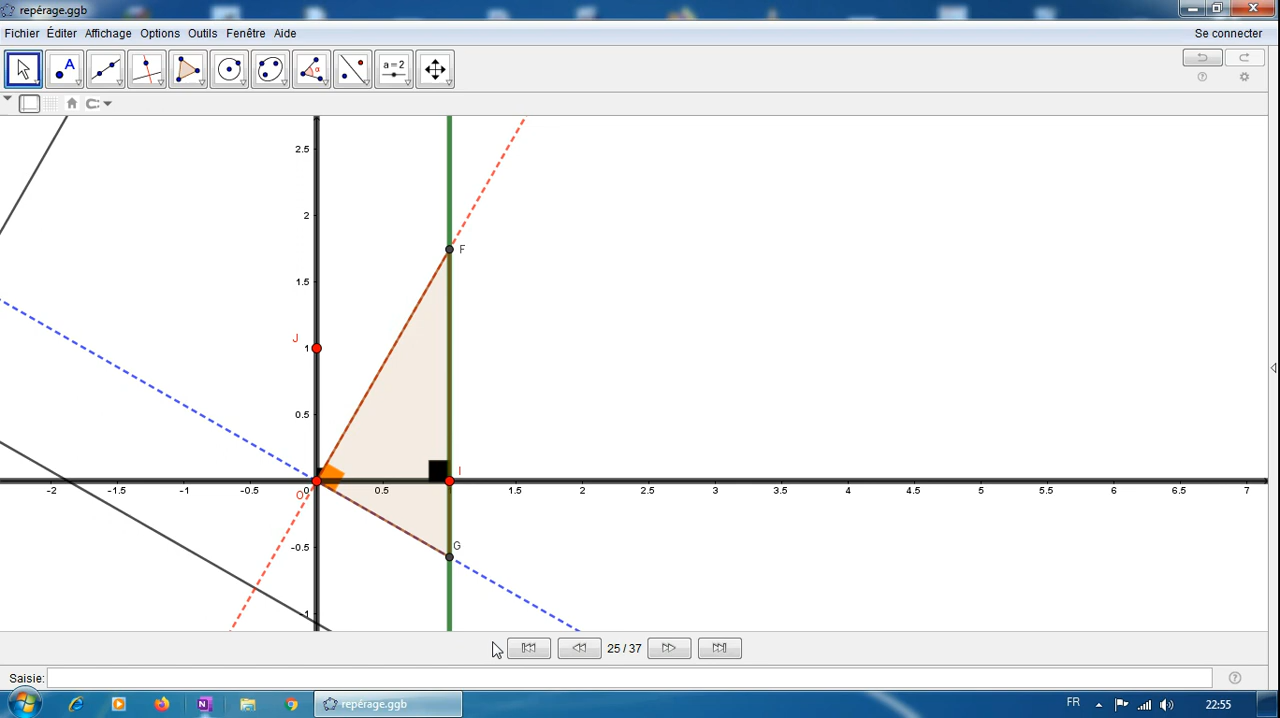 repérage.ggb
Fichier Éditer Affichage Options Outils Fenêtre Aide
Se connecter
A
α
a = 2
2.5
2
F
1.5
J
1
0.5
I
O
-2 -1.5 -1 -0.5 0 0.5 1.5 2 2.5 3 3.5 4 4.5 5 5.5 6 6.5 7
G
-0.5
-1
25 / 37
Saisie:
repérage.ggb
FR
22:55